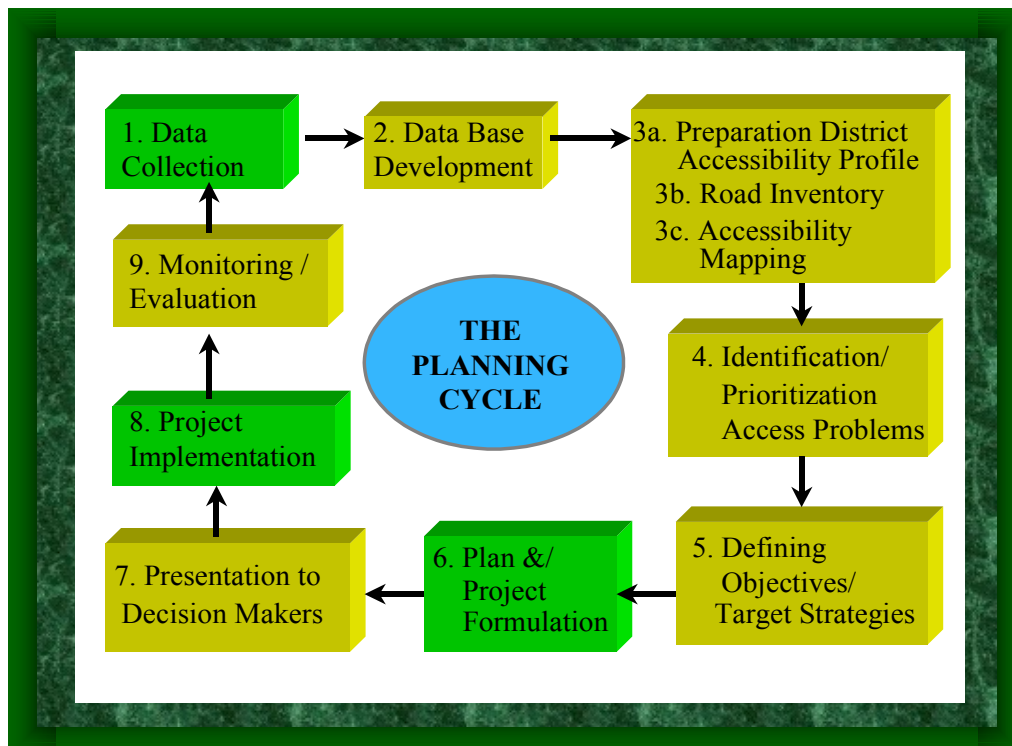 1. Data
Collection
2. Data Base
Development
3a. Preparation District
Accessibility Profile
3b. Road Inventory
3c. Accessibility
Mapping
4. Identification/
Prioritization
Access Problems
5. Defining
Objectives/
Target Strategies
6. Plan &/
Project
Formulation
7. Presentation to
Decision Makers
8. Project
Implementation
9. Monitoring /
Evaluation
THE
PLANNING
CYCLE